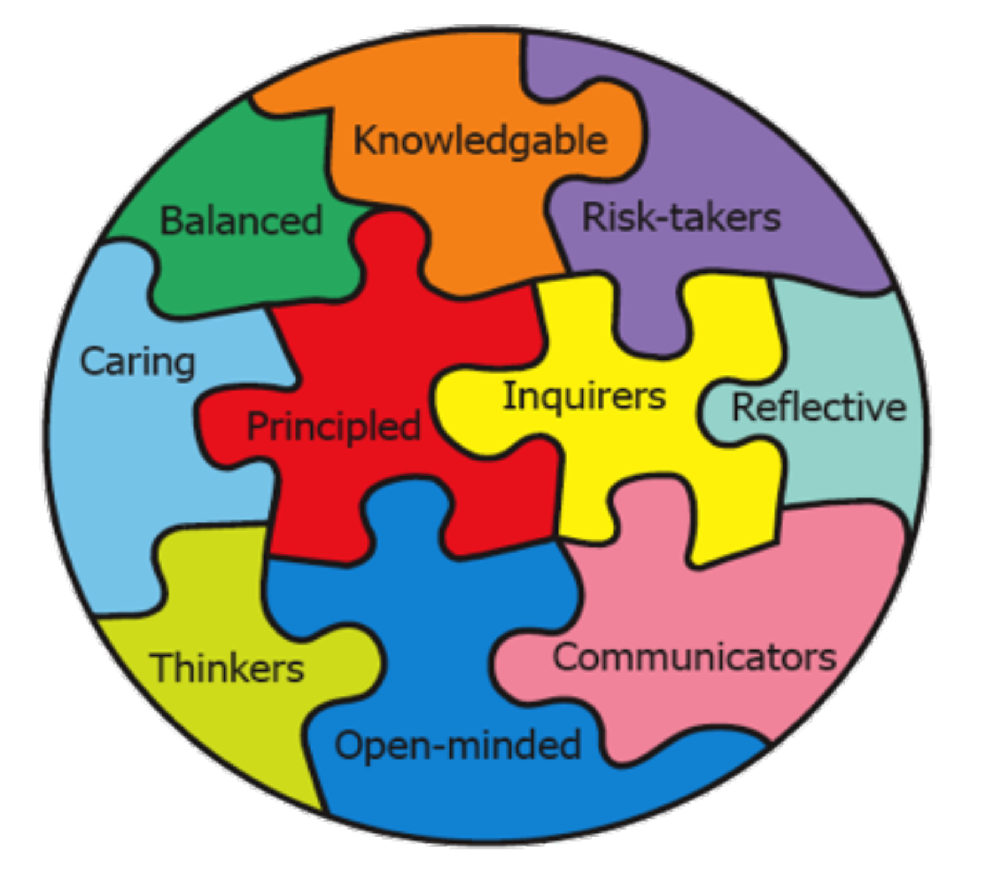 Knowledgable
Risk-takers
Balanced
Caring
Inquirers
Reflective
Principled
Thinkers
Communicators
Open-minded